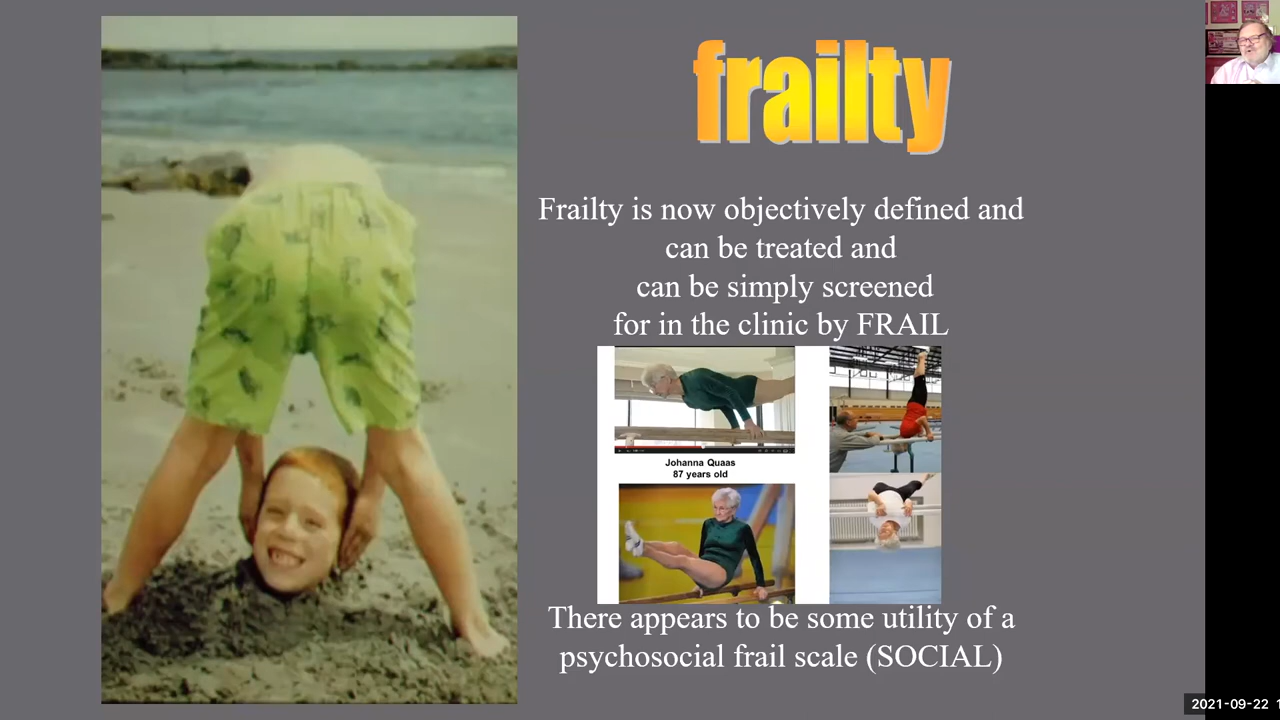 frailty
Frailty is now objectively defined and
can be treated and
can be simply screened
for in the clinic by FRAIL
Johanna Quaas
87 years old
There appears to be some utility of a
psychosocial frail scale (SOCIAL)
2021-09-22